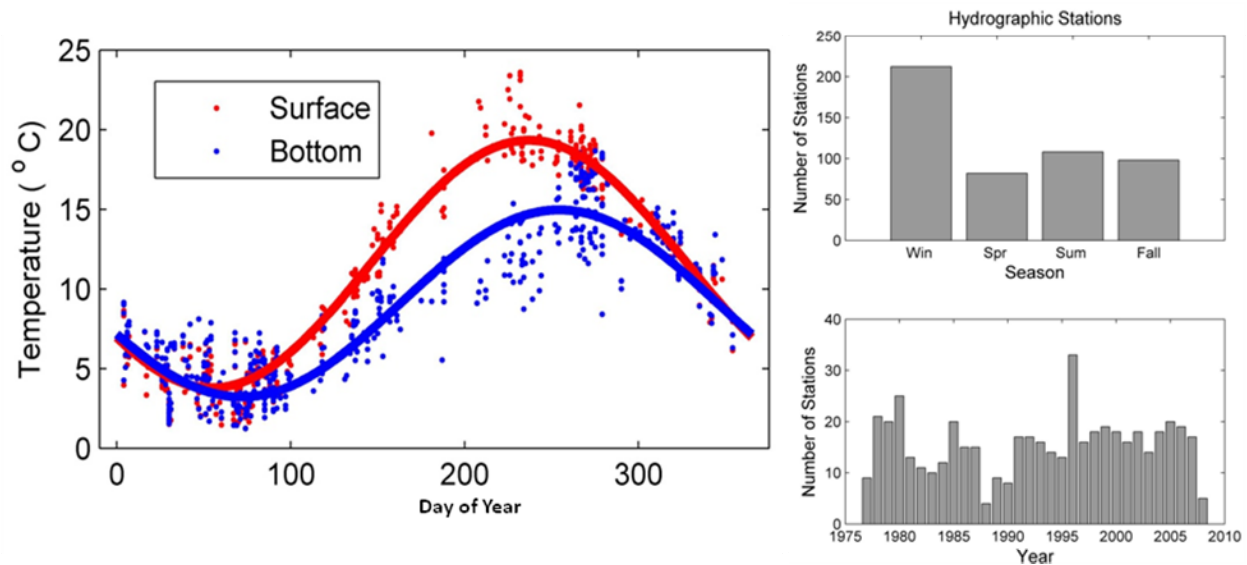 25
20
15
10
5
0
Temperature ( °C)
Surface
Bottom
0 100 200 300
Day of Year
Hydrographic Stations
250
200
150
100
50
0
Number of Stations
Win Spr Sum Fall
Season
40
30
20
10
0
Number of Stations
1975 1980 1985 1990 1995 2000 2005 2010
Year